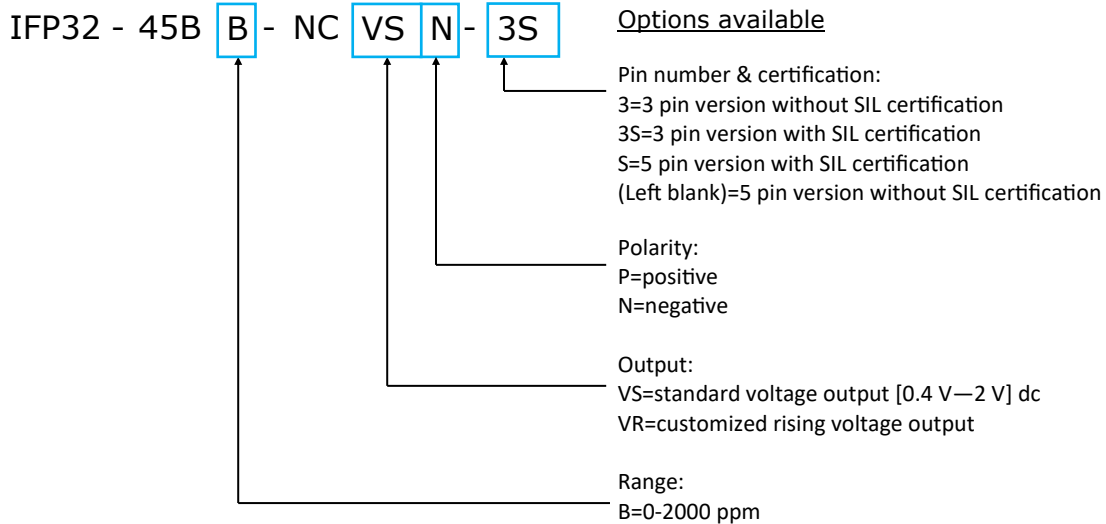 IFP32 - 45B B - NC VS N - 3S
Options available
Pin number & certification:
3=3 pin version without SIL certification
3S=3 pin version with SIL certification
S=5 pin version with SIL certification
(Left blank)=5 pin version without SIL certification
Polarity:
P=positive
N=negative
Output:
VS=standard voltage output [0.4 V—2 V] dc
VR=customized rising voltage output
Range:
B=0-2000 ppm